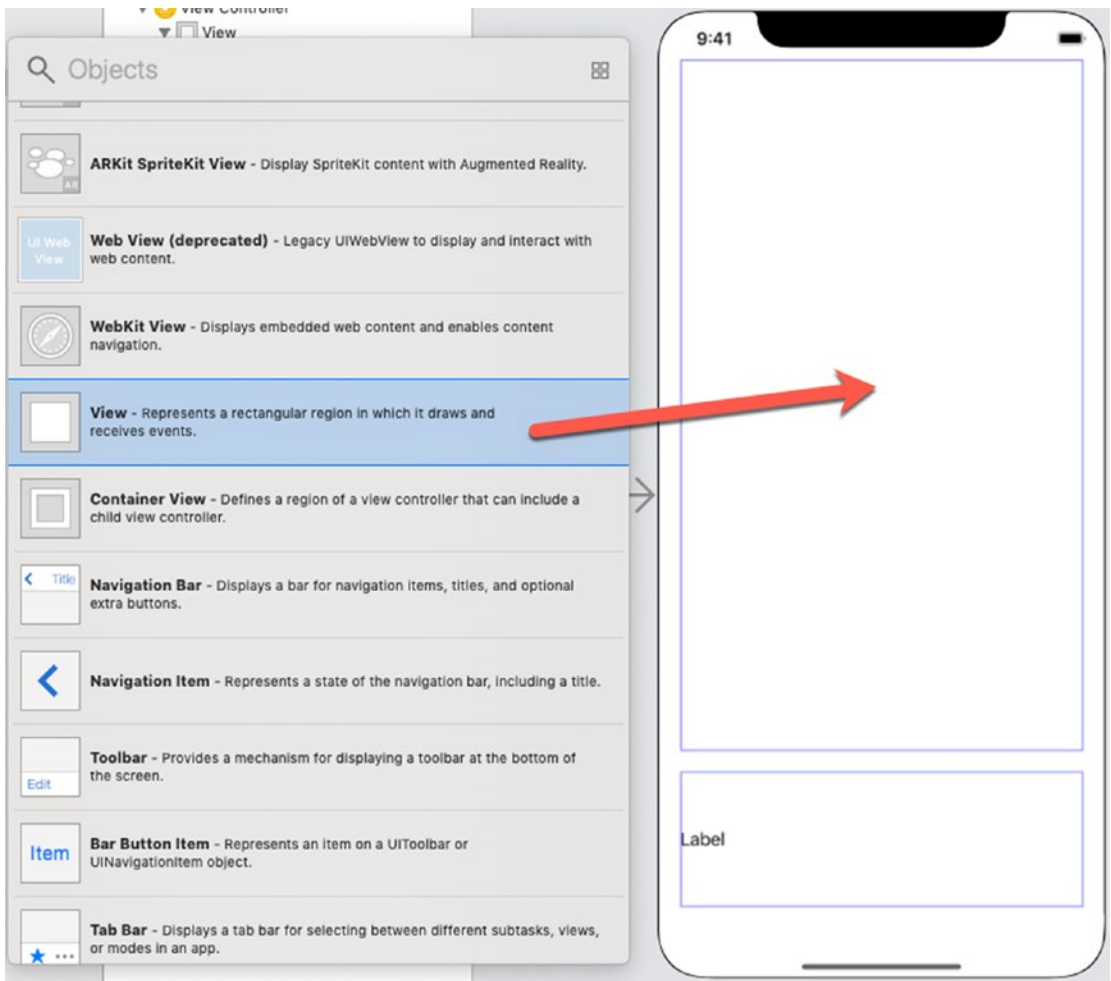 View Controller
View
Objects
ARKit SpriteKit View - Display SpriteKit content with Augmented Reality.
AR
UI Web
View
Web View (deprecated) - Legacy UIWebView to display and interact with
web content.
WebKit View - Displays embedded web content and enables content
navigation.
View - Represents a rectangular region in which it draws and
receives events.
Container View - Defines a region of a view controller that can include a
child view controller.
Title
Navigation Bar - Displays a bar for navigation items, titles, and optional
extra buttons.
Navigation Item - Represents a state of the navigation bar, including a title.
Toolbar - Provides a mechanism for displaying a toolbar at the bottom of
the screen.
Edit
Item
Bar Button Item - Represents an item on a UIToolbar or
UINavigationItem object.
Tab Bar - Displays a tab bar for selecting between different subtasks, views,
or modes in an app.
9:41
Label